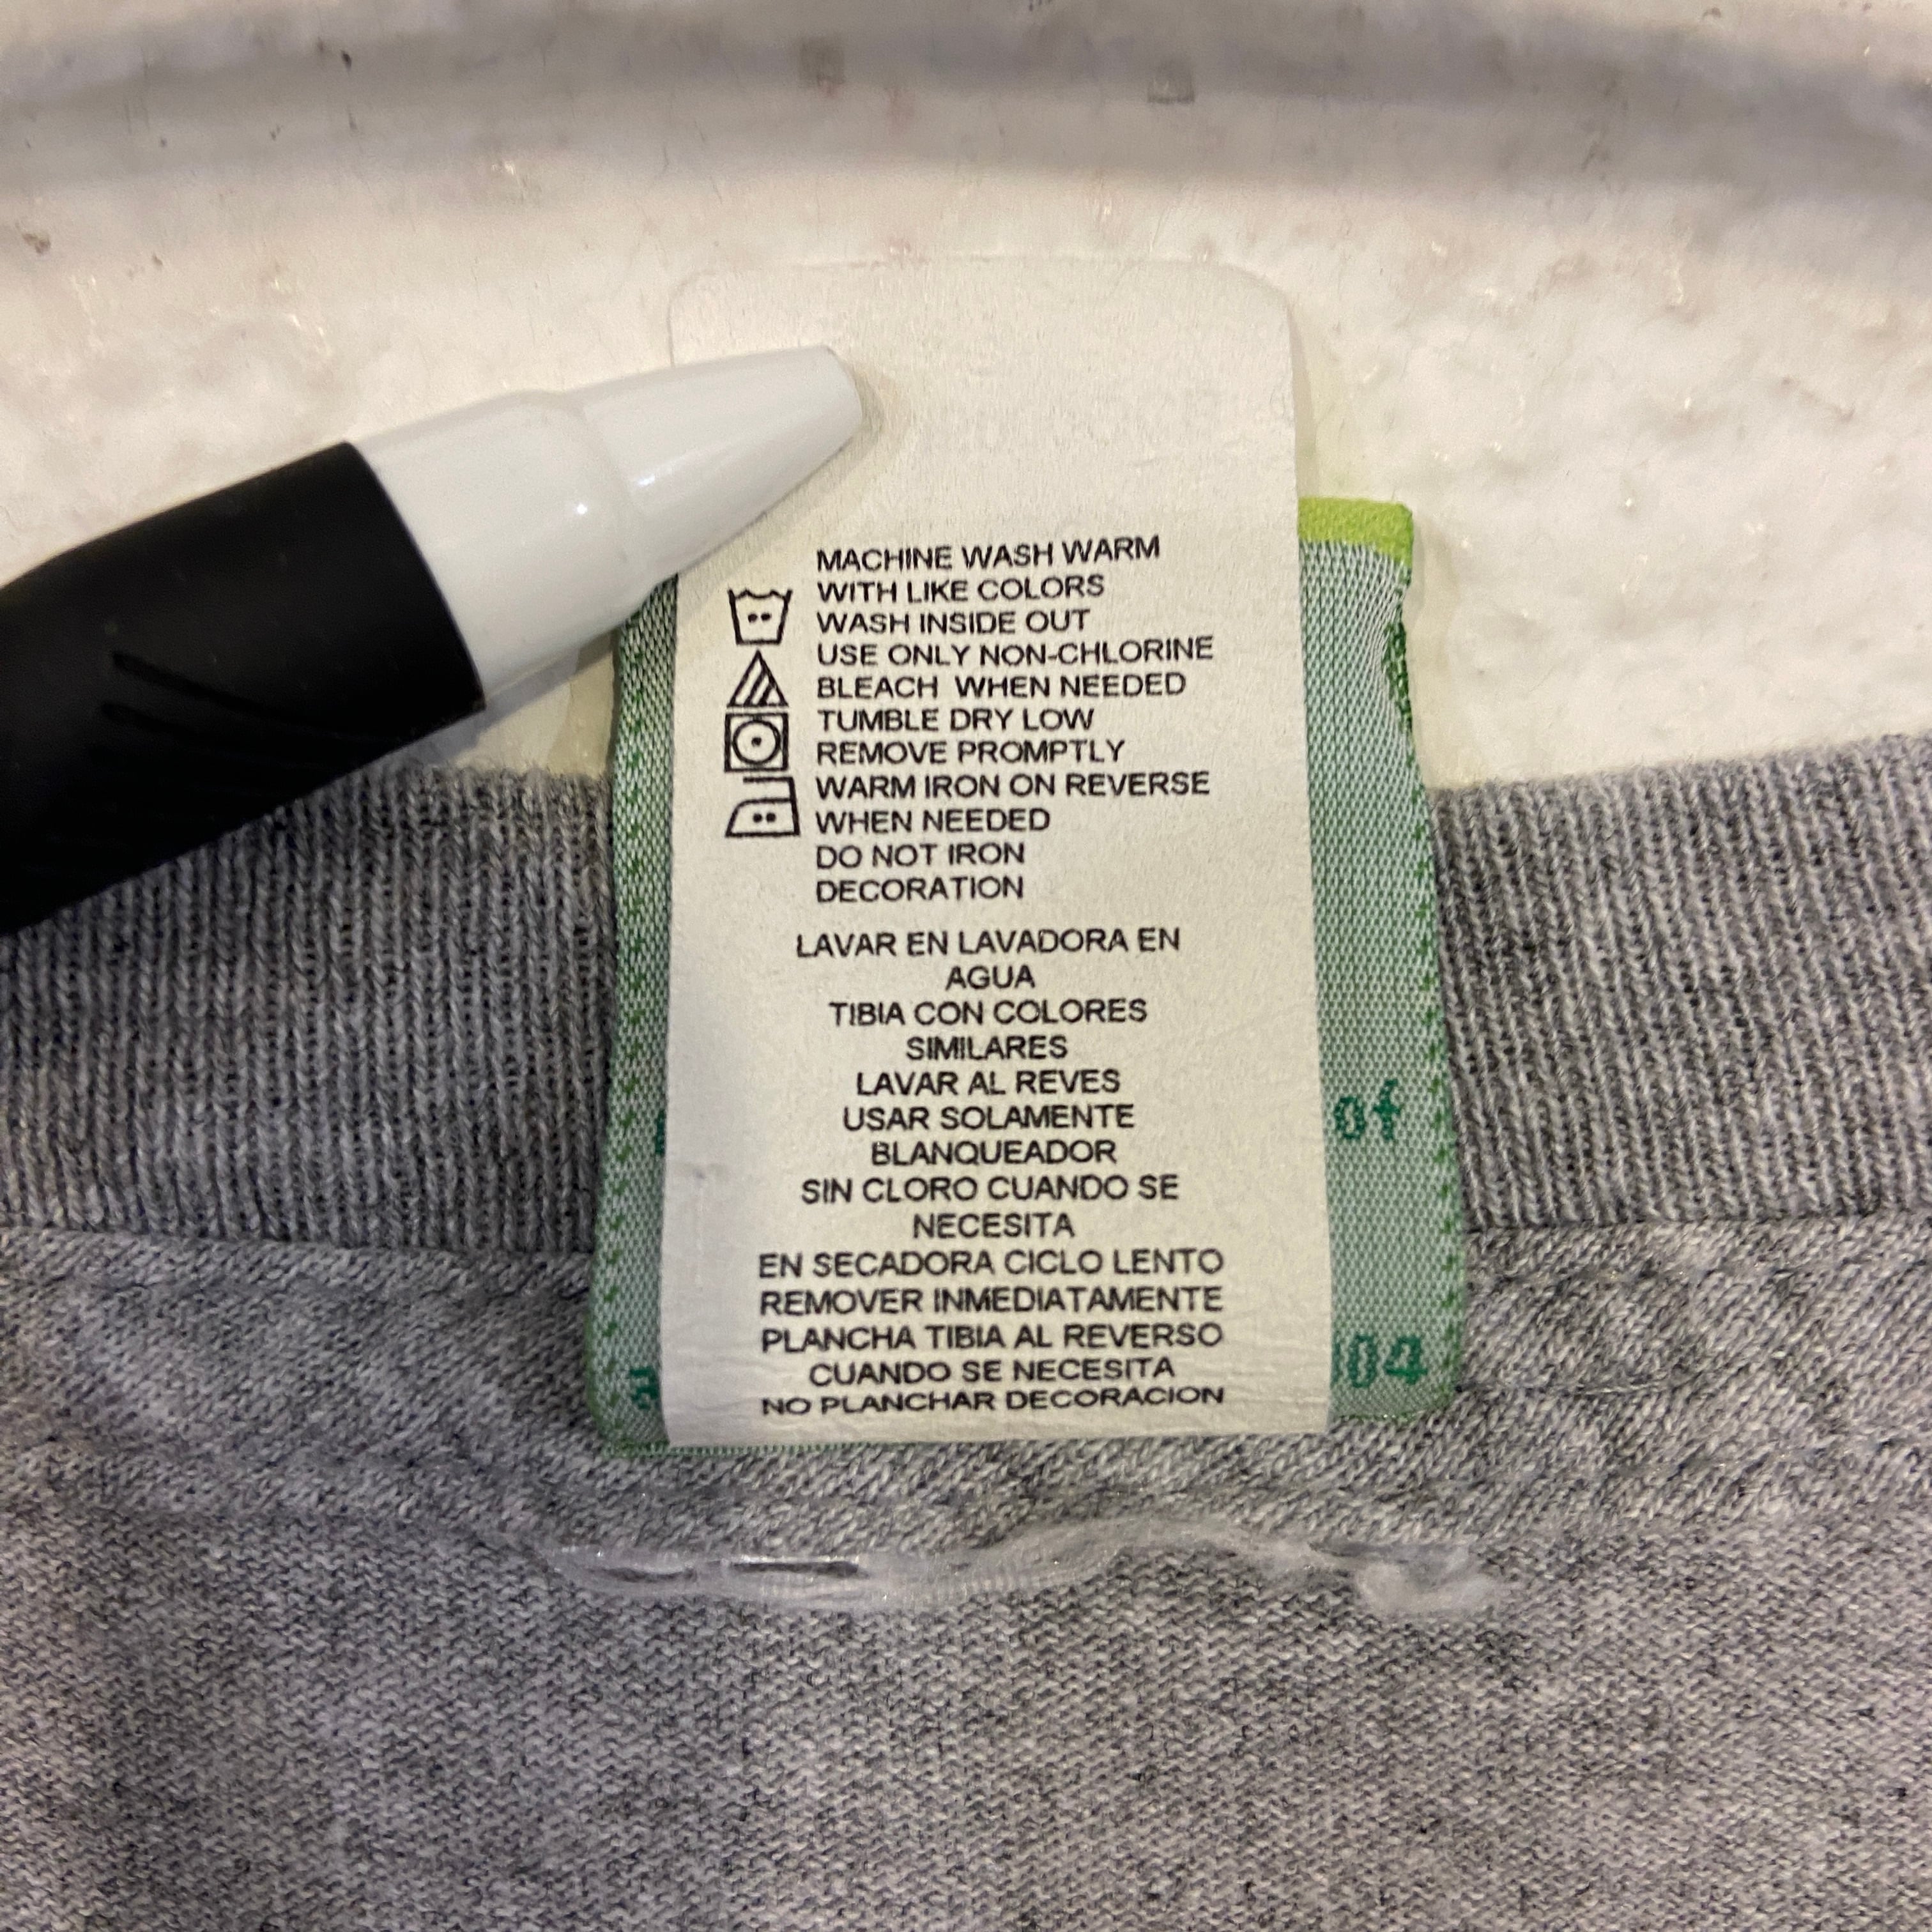 MACHINE WASH WARM
WITH LIKE COLORS
WASH INSIDE OUT
USE ONLY NON-CHLORINE
BLEACH WHEN NEEDED
TUMBLE DRY LOW
REMOVE PROMPTLY
WARM IRON ON REVERSE
WHEN NEEDED
DO NOT IRON
DECORATION
LAVAR EN LAVADORA EN
AGUA
TIBIA CON COLORES
SIMILARES
LAVAR AL REVES
USAR SOLAMENTE
BLANQUEADOR
SIN CLORO CUANDO SE
NECESITA
EN SECADORA CICLO LENTO
REMOVER INMEDIATAMENTE
PLANCHA TIBIA AL REVERSO
CUANDO SE NECESITA
NO PLANCHAR DECORACION
of
04